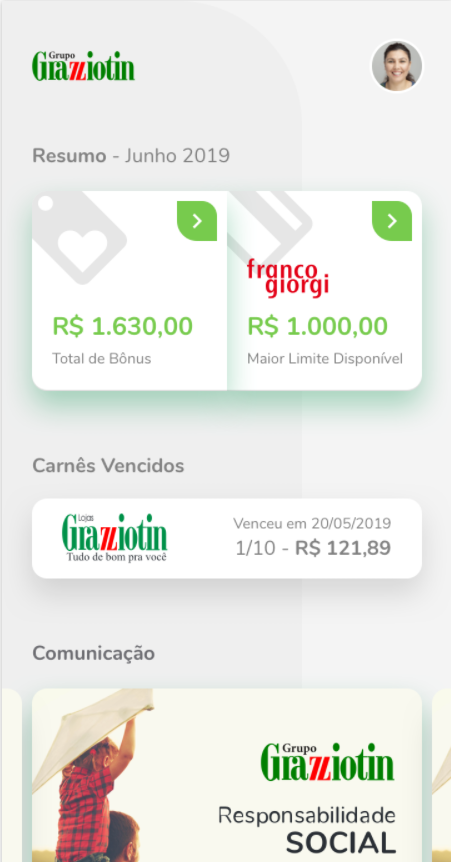 Grupo
Grazziotin
Resumo - Junho 2019
franco
giorgi
R$ 1.630,00
R$ 1.000,00
Total de Bônus
Maior Limite Disponível
Carnês Vencidos
Lojas
Grazziotin
Tudo de bom pra você
Venceu em 20/05/2019
1/10 - R$ 121,89
Comunicação
Grupo
Grazziotin
Responsabilidade
SOCIAL